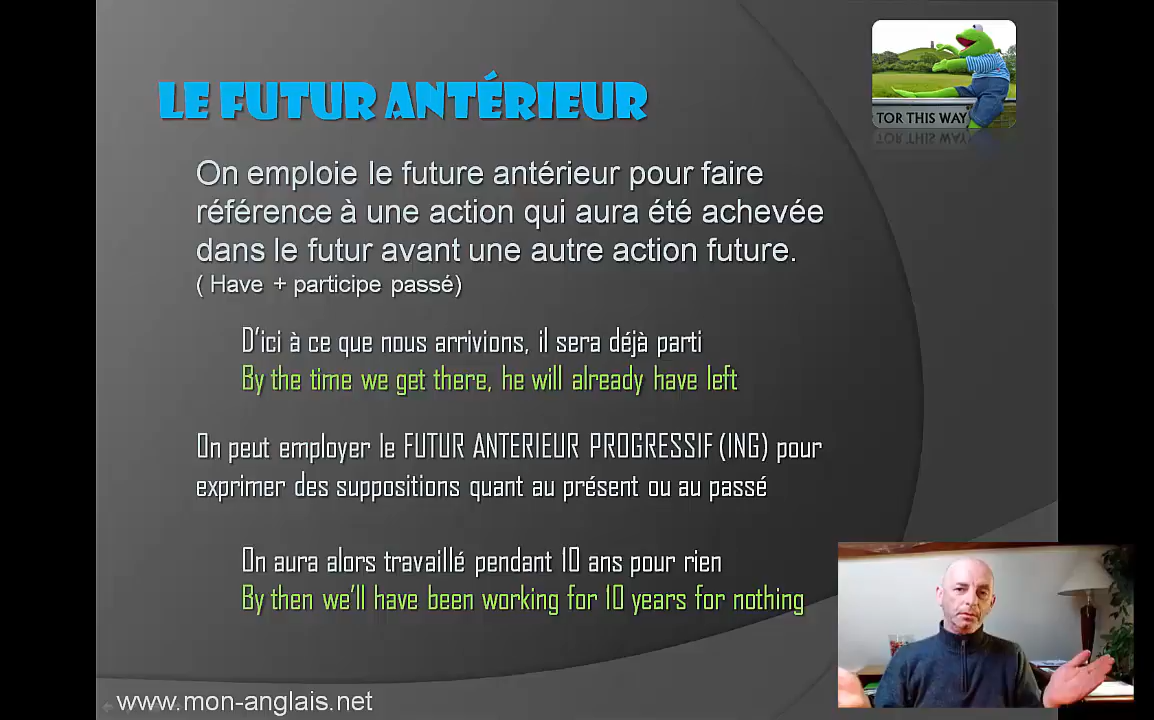 LE FUTUR ANTÉRIEUR
TOR THIS WAY
On emploie le future antérieur pour faire
référence à une action qui aura été achevée
dans le futur avant une autre action future.
( Have + participe passé)
D'ici à ce que nous arrivions, il sera déjà parti
By the time we get there, he will already have left
On peut employer le FUTUR ANTERIEUR PROGRESSIF (ING) pour
exprimer des suppositions quant au présent ou au passé
On aura alors travaillé pendant 10 ans pour rien
By then we'll have been working for 10 years for nothing
www.mon-anglais.net